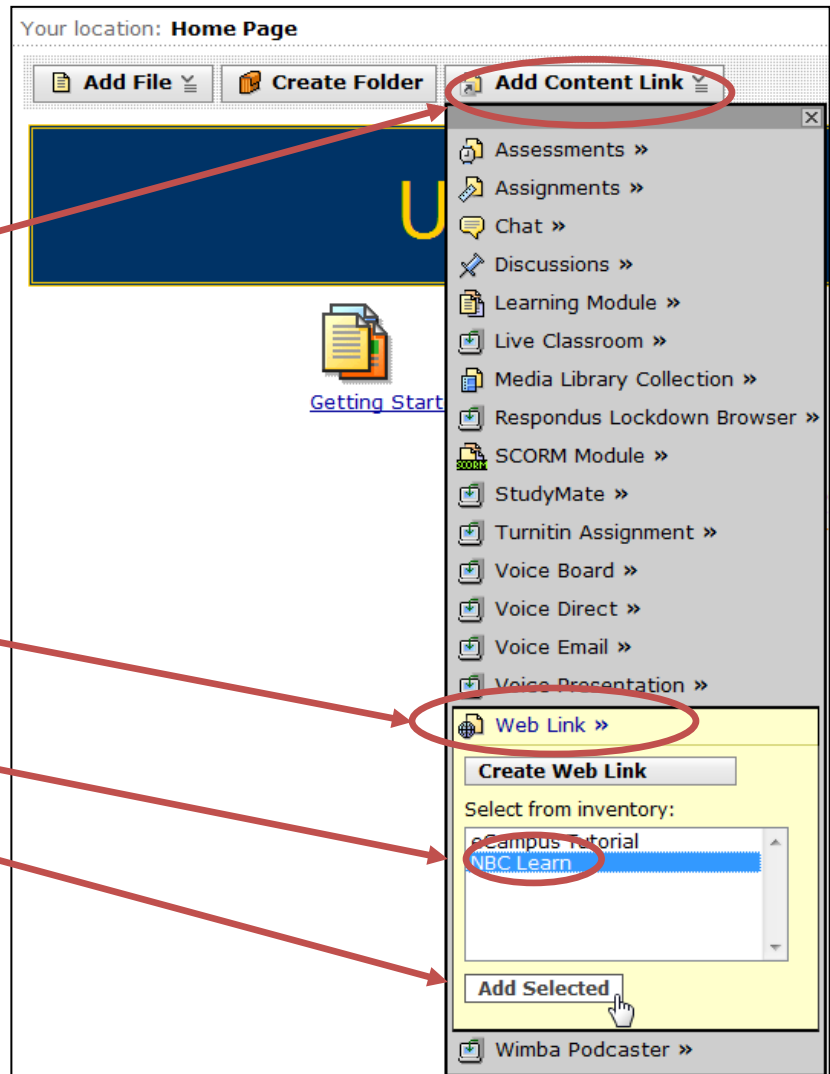 Your location: Home Page
Add File Create Folder Add Content Link
U
Getting Start
Assessments »
Assignments »
Chat »
Discussions »
Learning Module »
Live Classroom »
Media Library Collection »
Respondus Lockdown Browser »
SCORM Module »
StudyMate »
Turnitin Assignment »
Voice Board »
Voice Direct »
Voice Email »
Voice Presentation »
Web Link »
Create Web Link
Select from inventory:
eCampus Tutorial
NBC Learn
Add Selected
Wimba Podcaster »